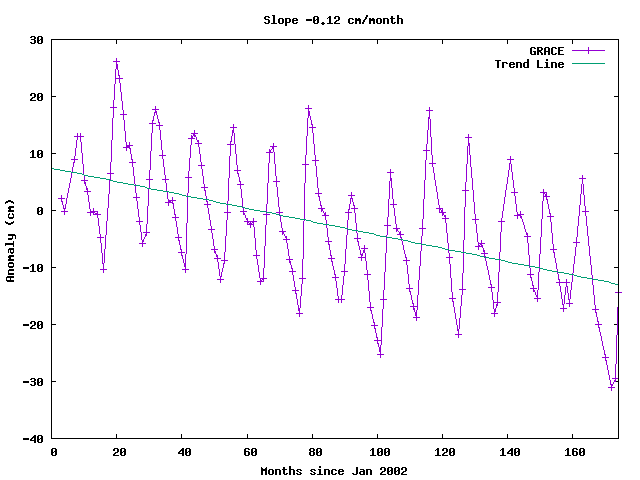 Slope -0.12 cm/month
GRACE
Trend Line
30
20
10
0
-10
-20
-30
-40
Anomaly (cm)
0 20 40 60 80 100 120 140 160
Months since Jan 2002